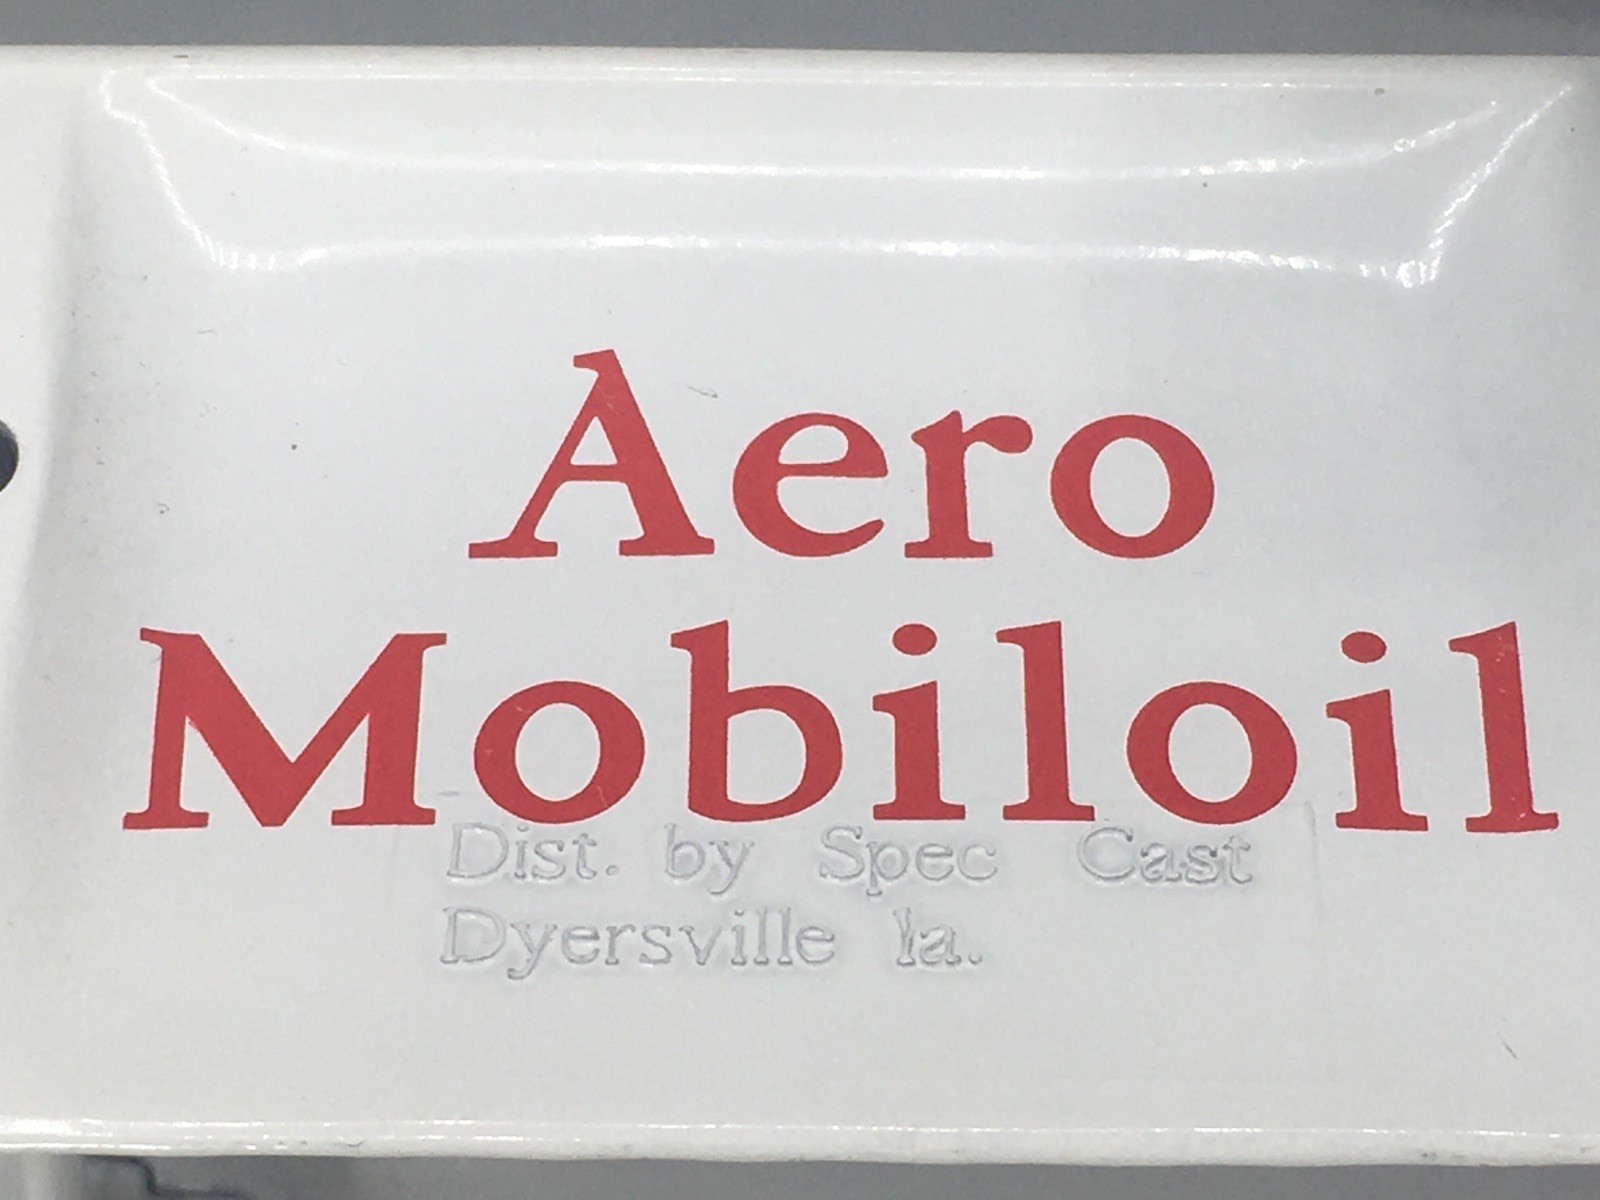 Aero
Mobiloil
Dist. by Spec Cast
Dyersville Ia.